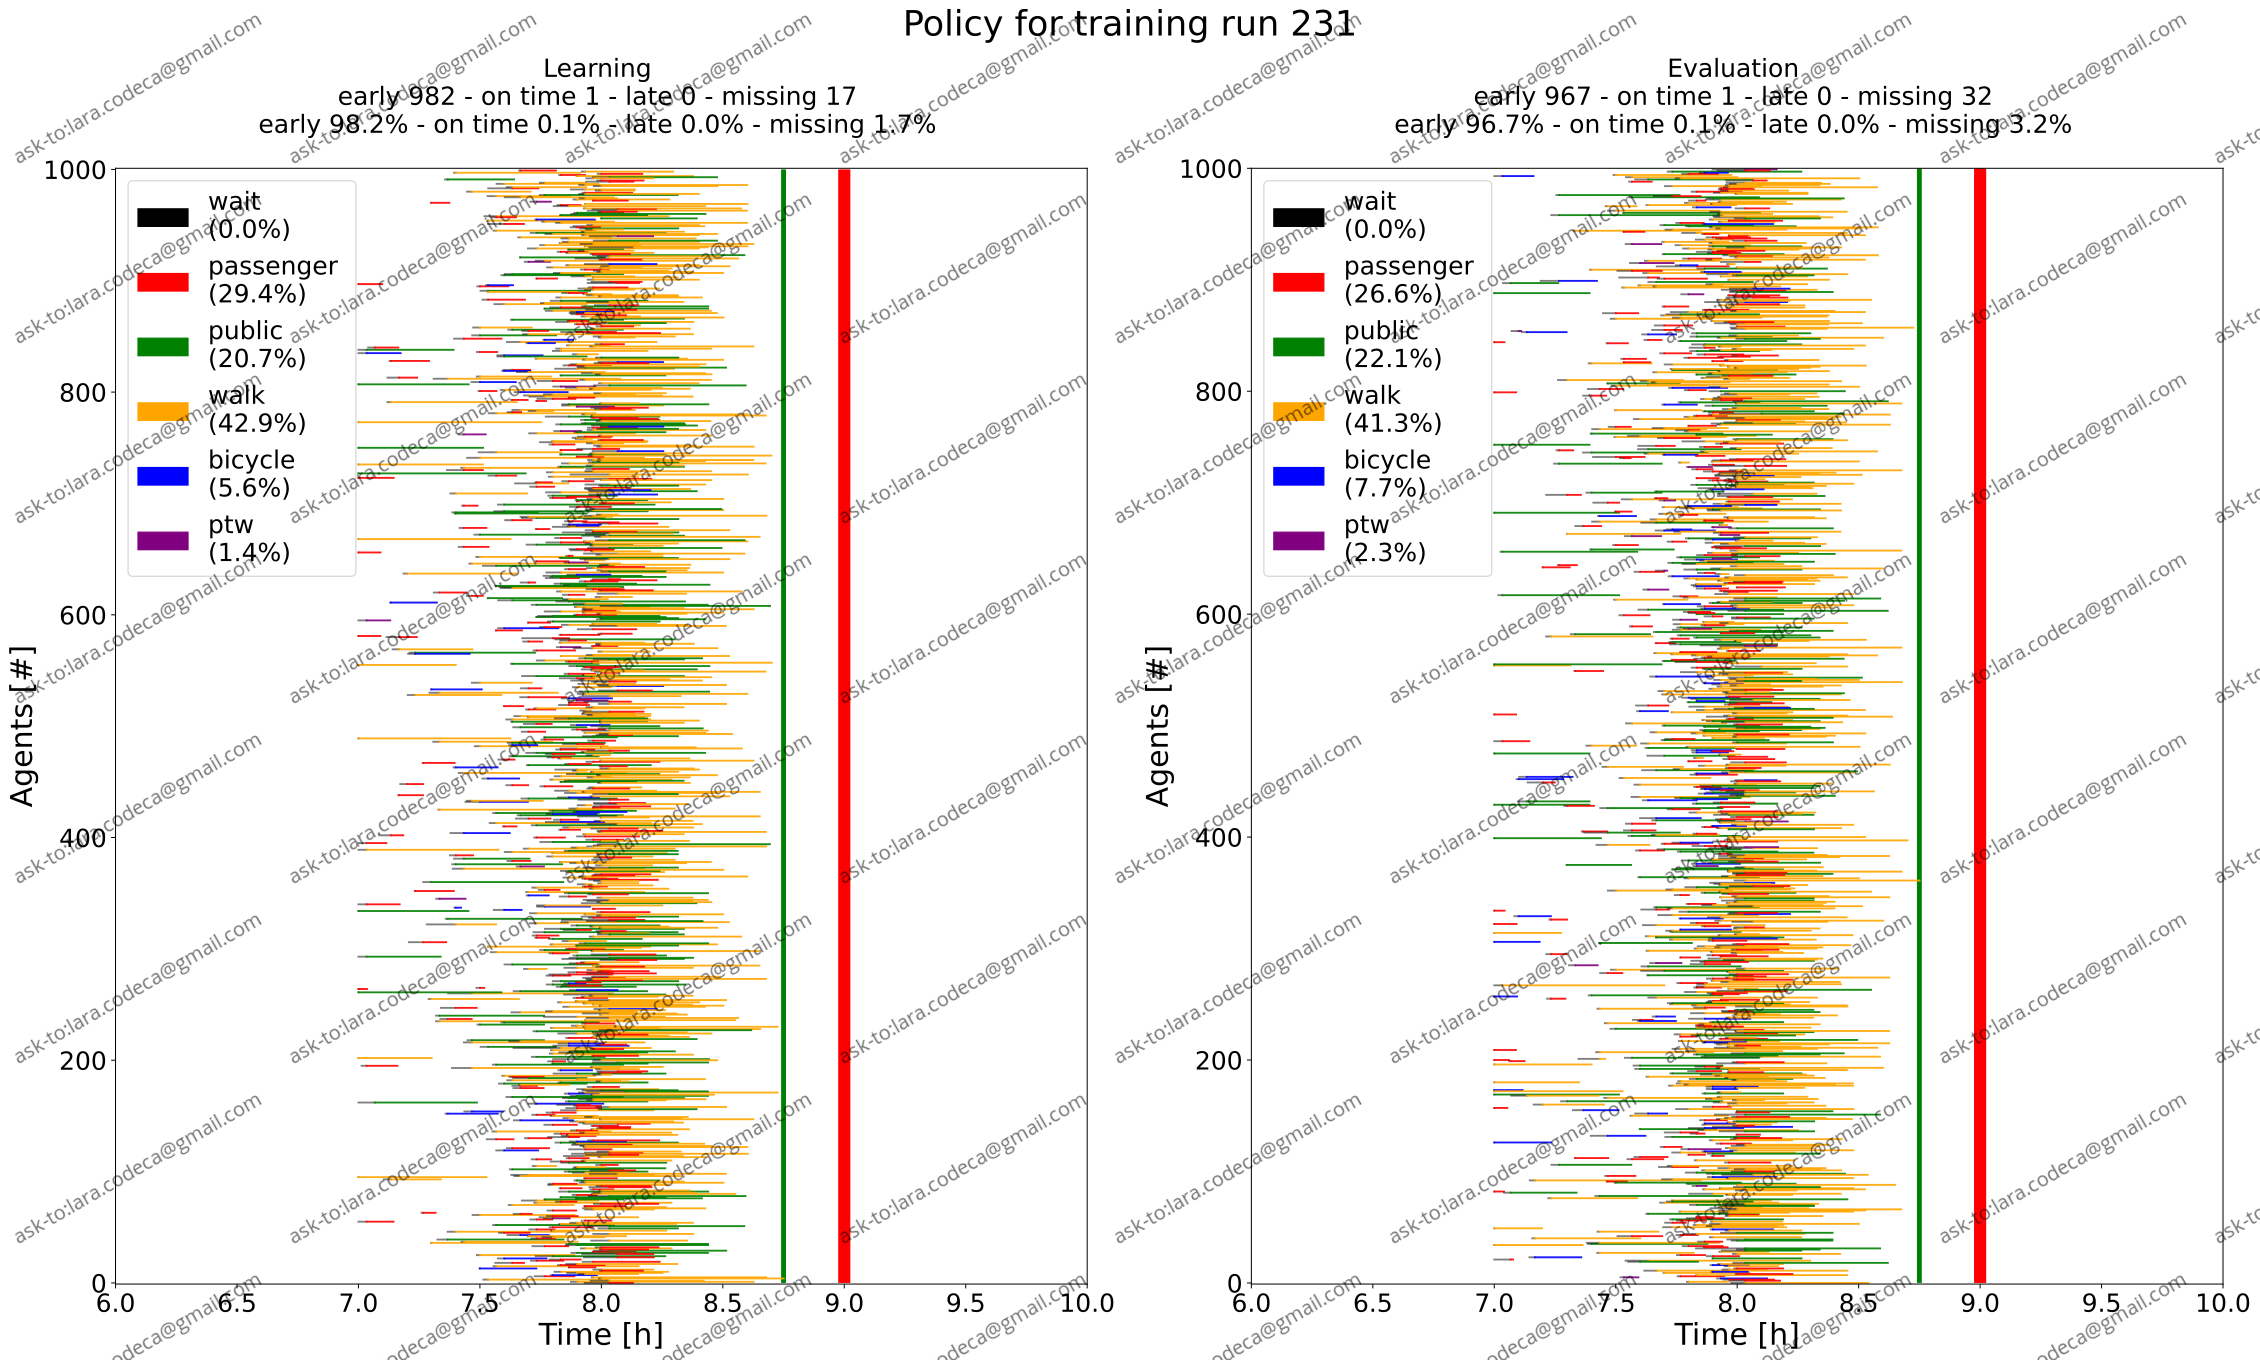 Policy for training run 231
Learning
early 982 - on time 1 - late 0 - missing 17
early 98.2% - on time 0.1% - late 0.0% - missing 1.7%
1000
800
600
400
200
0
Agents [#]
wait
(0.0%)
passenger
(29.4%)
public
(20.7%)
walk
(42.9%)
bicycle
(5.6%)
ptw
(1.4%)
6.0 6.5 7.0 7.5 8.0 8.5 9.0 9.5 10.0
Time [h]
Evaluation
early 967 - on time 1 - late 0 - missing 32
early 96.7% - on time 0.1% - late 0.0% - missing 3.2%
1000
800
600
400
200
0
Agents [#]
wait
(0.0%)
passenger
(26.6%)
public
(22.1%)
walk
(41.3%)
bicycle
(7.7%)
ptw
(2.3%)
6.0 6.5 7.0 7.5 8.0 8.5 9.0 9.5 10.0
Time [h]
ask-to:lara.codeca@gmail.com